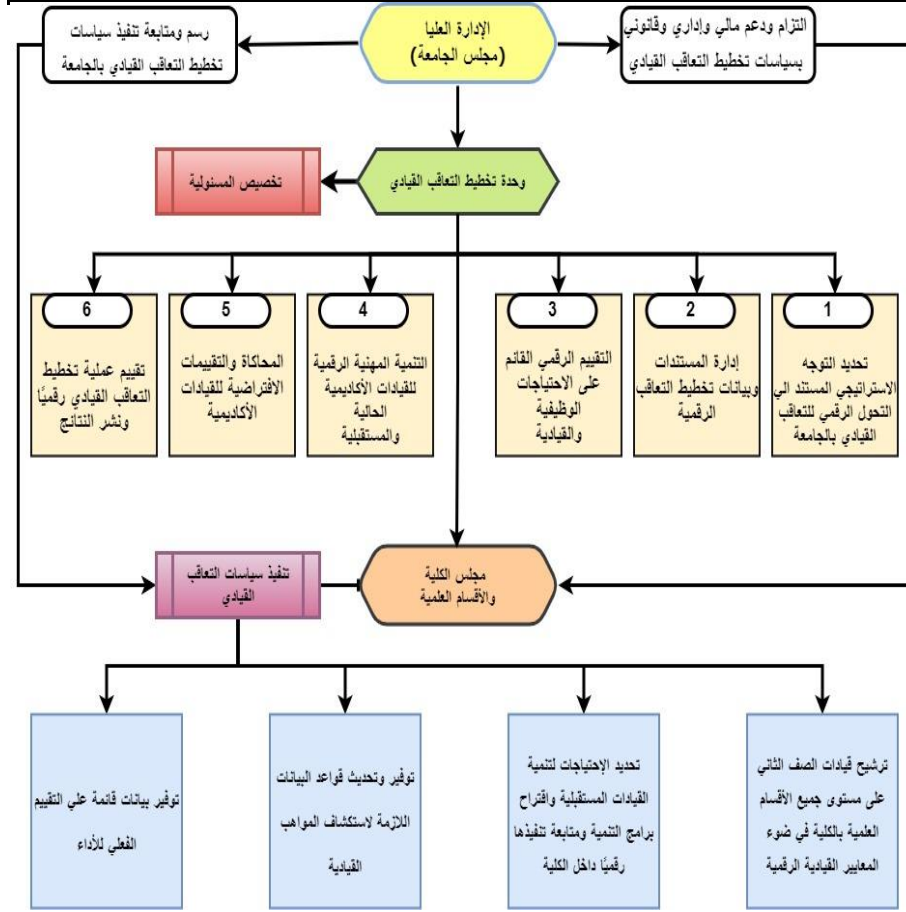 التزام ودعم مالي وإداري وقانوني
بسياسات تخطيط التعاقب القيادي
الإدارة العليا
(مجلس الجامعة)
رسم ومتابعة تنفيذ سياسات
تخطيط التعاقب القيادي بالجامعة
وحدة تخطيط التعاقب القيادي
تخصيص المسئولية
1
تحديد التوجه
الاستراتيجي المستند الي
التحول الرقمي للتعاقب
القيادي بالجامعة
2
إدارة المستندات
وبيانات تخطيط التعاقب
الرقمية
3
التقييم الرقمي القائم
على الاحتياجات
الوظيفية
والقيادية
4
التنمية المهنية الرقمية
للقيادات الأكاديمية
الحالية
والمستقبلية
5
المحاكاة والتقييمات
الافتراضية للقيادات
الأكاديمية
6
تقييم عملية تخطيط
التعاقب القيادي رقميًا
ونشر النتائج
مجلس الكلية
والأقسام العلمية
تنفيذ سياسات التعاقب
القيادي
ترشيح قيادات الصف الثاني
على مستوى جميع الأقسام
العلمية بالكلية في ضوء
المعايير القيادية الرقمية
تحديد الإحتياجات لتنمية
القيادات المستقبلية واقتراح
برامج التنمية ومتابعة تنفيذها
رقميًا داخل الكلية
توفير وتحديث قواعد البيانات
اللازمة لاستكشاف المواهب
القيادية
توفير بيانات قائمة علي التقييم
الفعلي للأداء